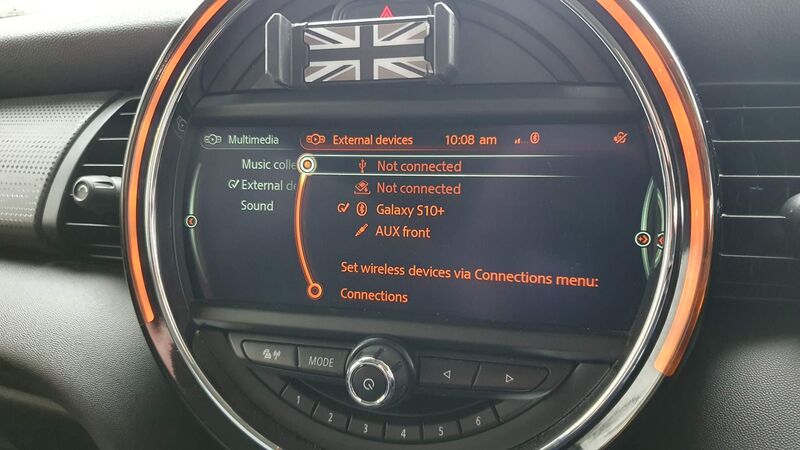 Multimedia
External devices 10:08 am
Music colle
Not connected
External de
Not connected
Sound
Galaxy S10+
AUX front
Set wireless devices via Connections menu:
Connections
MODE
1 2 3 4 5 6